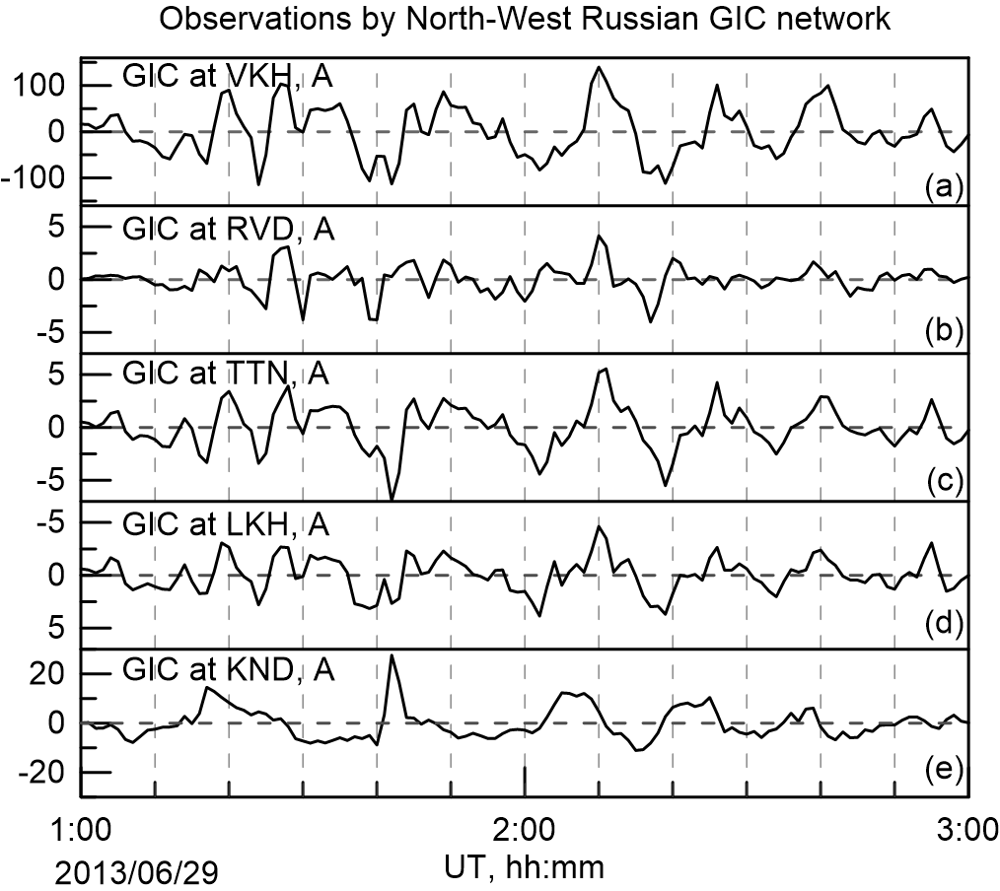 Observations by North-West Russian GIC network
GIC at VKH, A
100
0
-100
(a)
GIC at RVD, A
5
0
-5
(b)
GIC at TTN, A
5
0
-5
(c)
GIC at LKH, A
-5
0
5
(d)
GIC at KND, A
20
0
-20
(e)
1:00 2:00 3:00
2013/06/29 UT, hh:mm